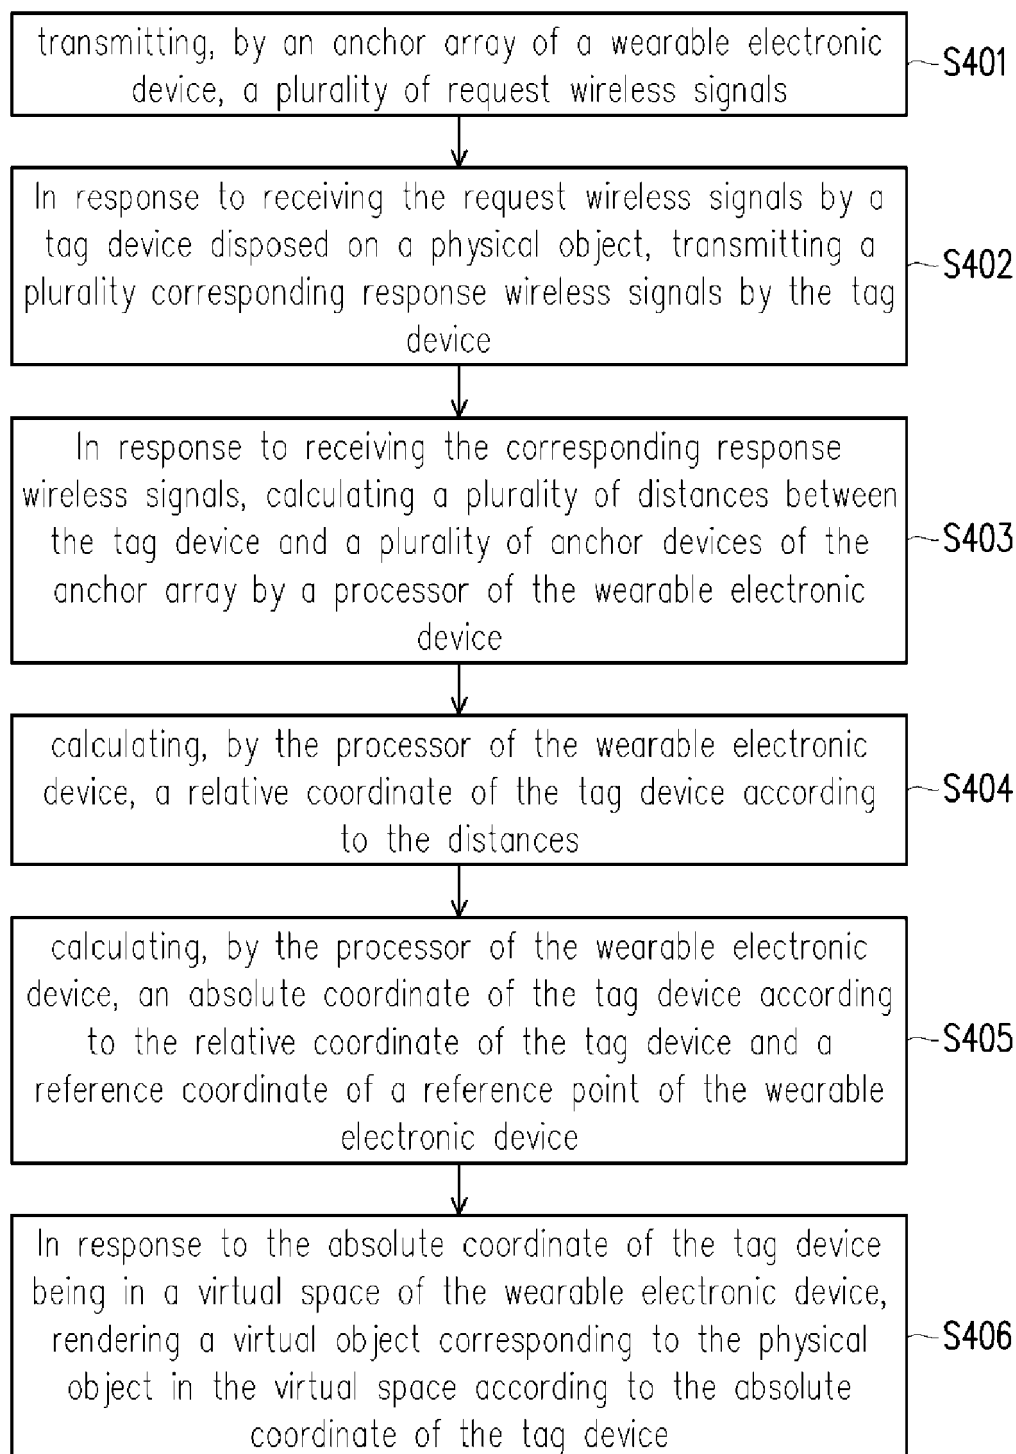 transmitting, by an anchor array of a wearable electronic
device, a plurality of request wireless signals
S401
In response to receiving the request wireless signals by a
tag device disposed on a physical object, transmitting a
plurality corresponding response wireless signals by the tag
device
S402
In response to receiving the corresponding response
wireless signals, calculating a plurality of distances between
the tag device and a plurality of anchor devices of the
anchor array by a processor of the wearable electronic
device
S403
calculating, by the processor of the wearable electronic
device, a relative coordinate of the tag device according
to the distances
S404
calculating, by the processor of the wearable electronic
device, an absolute coordinate of the tag device according
to the relative coordinate of the tag device and a
reference coordinate of a reference point of the wearable
electronic device
S405
In response to the absolute coordinate of the tag device
being in a virtual space of the wearable electronic device,
rendering a virtual object corresponding to the physical
object in the virtual space according to the absolute
coordinate of the tag device
S406